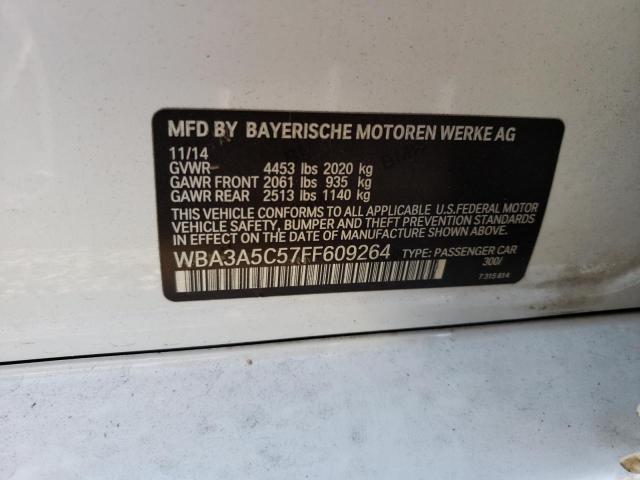 MFD BY BAYERISCHE MOTOREN WERKE AG
11/14
GVWR 4453 lbs 2020 kg
GAWR FRONT 2061 lbs 935 kg
GAWR REAR 2513 lbs 1140 kg
THIS VEHICLE CONFORMS TO ALL APPLICABLE U.S.FEDERAL MOTOR
VEHICLE SAFETY, BUMPER, AND THEFT PREVENTION STANDARDS
IN EFFECT ON THE DATE OF MANUFACTURE SHOWN ABOVE.
WBA3A5C57FF609264 TYPE: PASSENGER CAR
300/
7 315 814